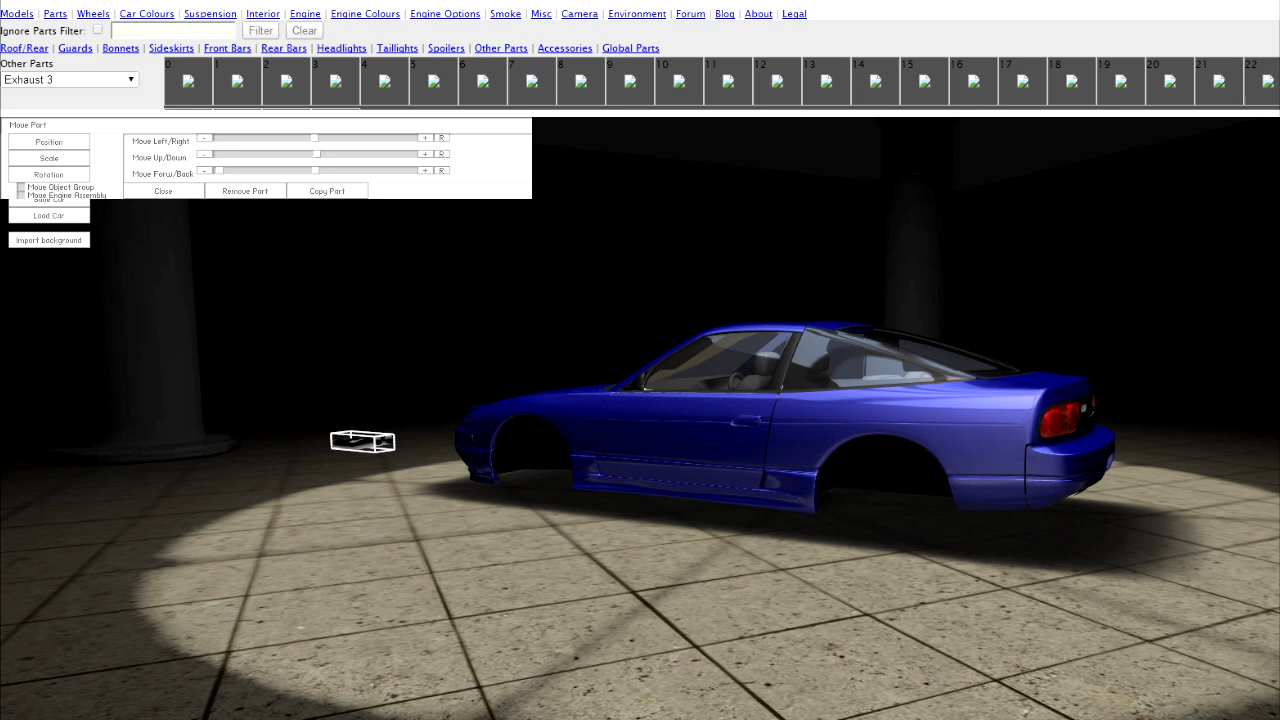 Models | Parts | Wheels | Car Colours | Suspension | Interior | Engine | Engine Colours | Engine Options | Smoke | Misc | Camera | Environment | Forum | Blog | About | Legal
Ignore Parts Filter: Filter Clear
Roof/Rear | Guards | Bonnets | Sideskirts | Front Bars | Rear Bars | Headlights | Taillights | Spoilers | Other Parts | Accessories | Global Parts
Other Parts
Exhaust 3
0 1 2 3 4 5 6 7 8 9 10 11 12 13 14 15 16 17 18 19 20 21 22
Move Part
Position
Scale
Rotation
Move Object Group
Move Engine Assembly
Move Left/Right - + R
Move Up/Down - + R
Move Forw/Back - + R
Close Remove Part Copy Part
Save Car
Load Car
Import background